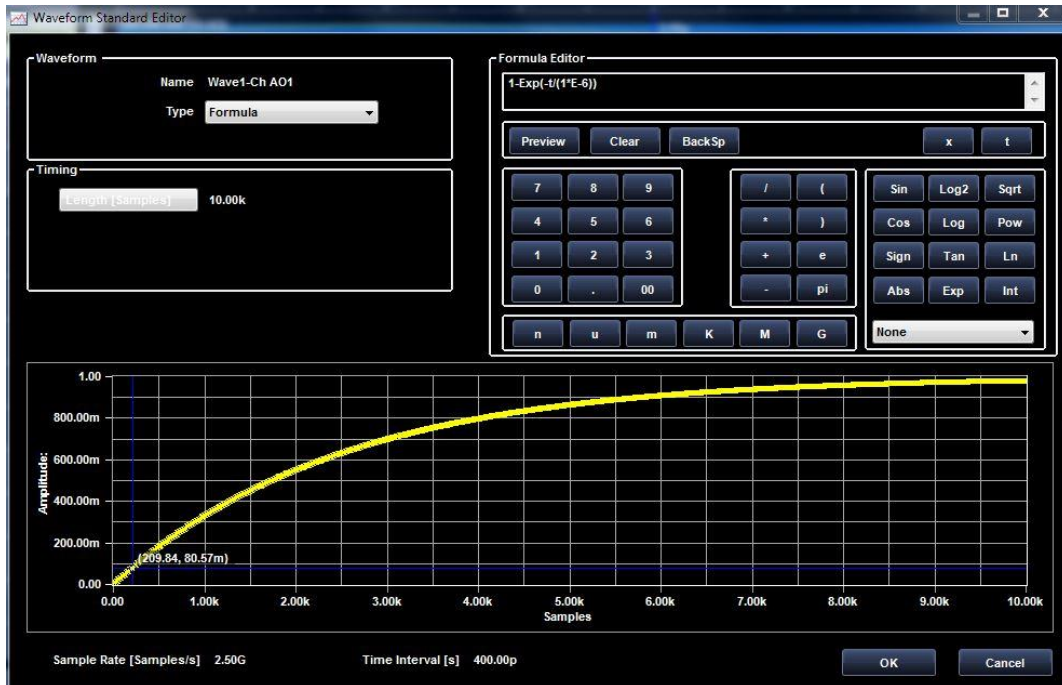 Waveform Standard Editor
Waveform
Name Wave1-Ch AO1
Type Formula
Timing
Length [Samples] 10.00k
Formula Editor
1-Exp(-t/(1*E-6))
Preview Clear BackSp x t
7 8 9 / ( Sin Log2 Sqrt
4 5 6 * ) Cos Log Pow
1 2 3 + e Sign Tan Ln
0 . 00 - pi Abs Exp Int
n u m K M G None
1.00
800.00m
600.00m
400.00m
200.00m
0.00
Amplitude:
(209.84, 80.57m)
0.00 1.00k 2.00k 3.00k 4.00k 5.00k 6.00k 7.00k 8.00k 9.00k 10.00k
Samples
Sample Rate [Samples/s] 2.50G Time Interval [s] 400.00p OK Cancel